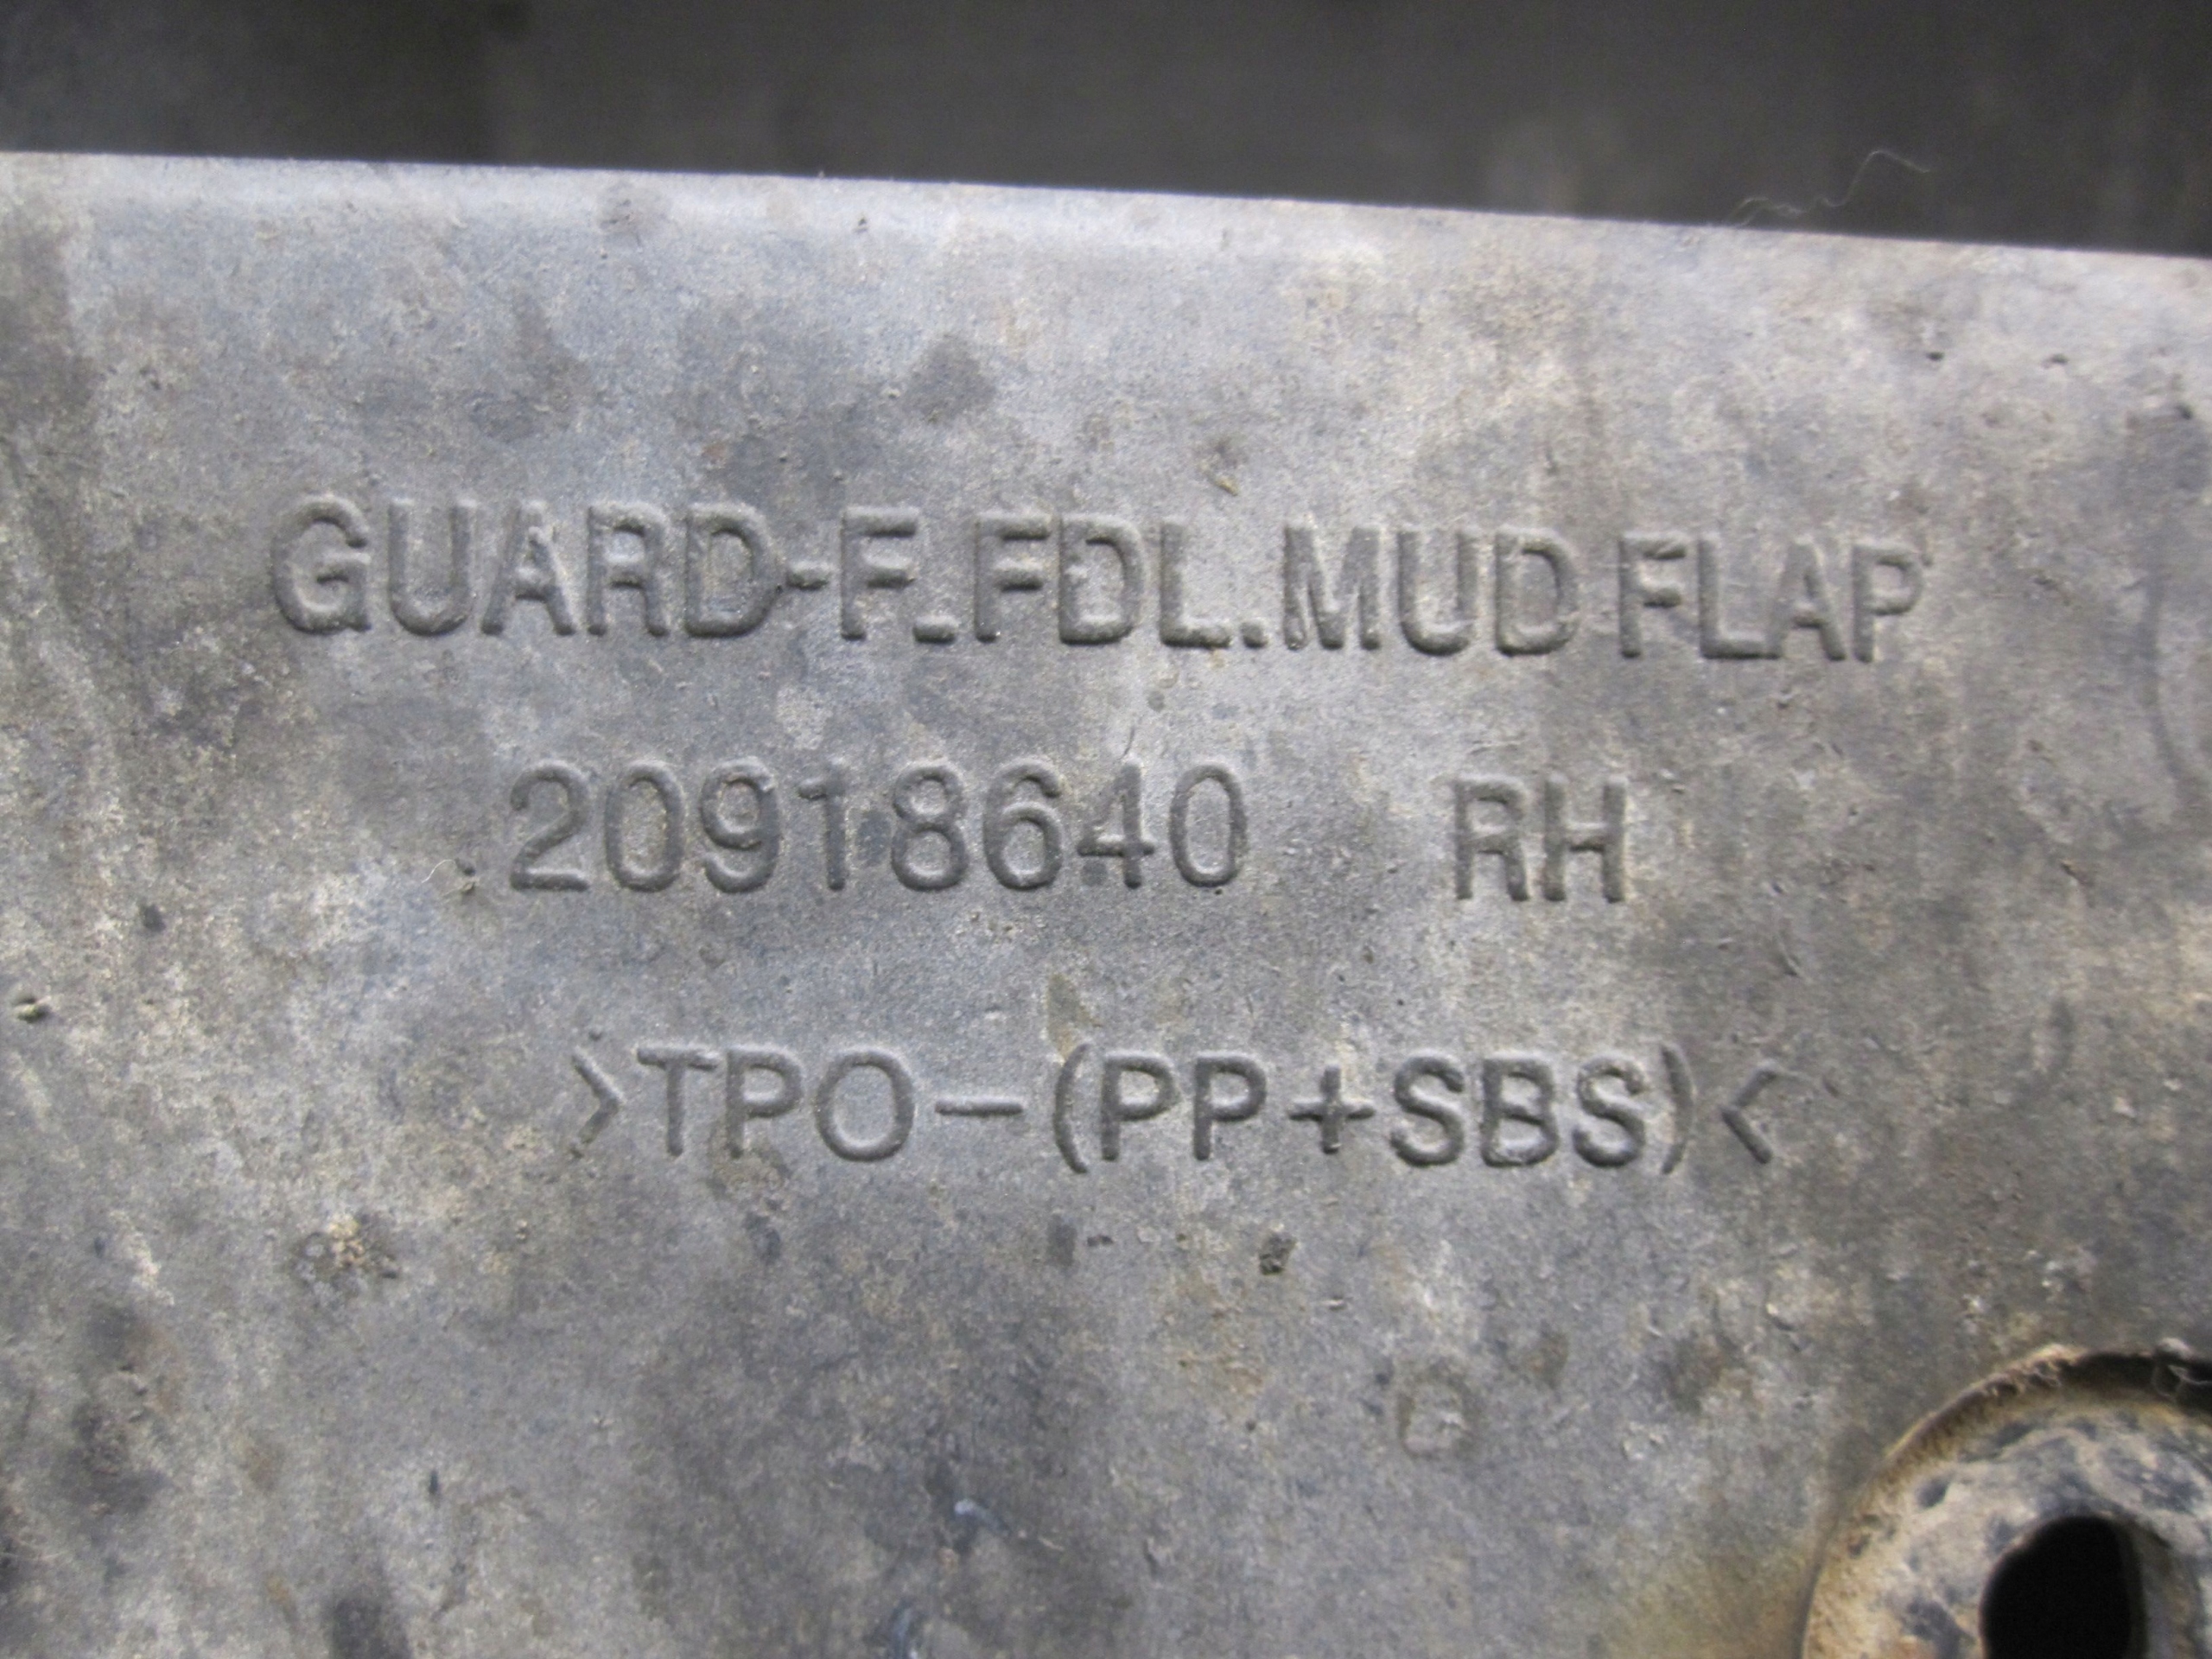 GUARD-F.FDL.MUD FLAP
20918640 RH
>TPO-(PP+SBS)<